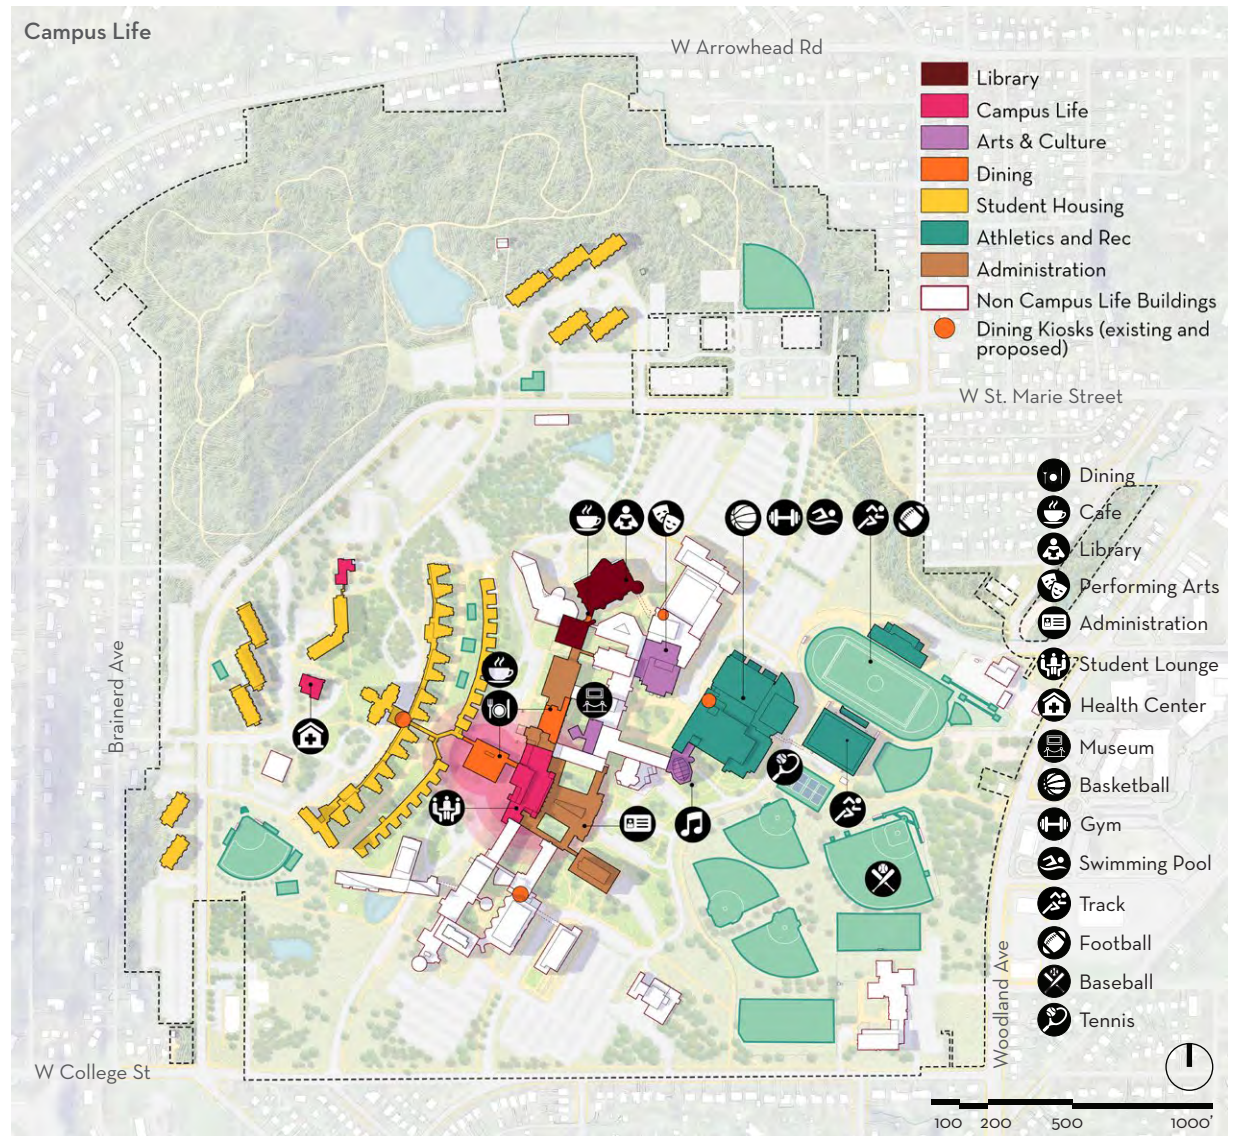 Campus Life
W Arrowhead Rd
Library
Campus Life
Arts & Culture
Dining
Student Housing
Athletics and Rec
Administration
Non Campus Life Buildings
Dining Kiosks (existing and
proposed)
W St. Marie Street
Dining
Cafe
Library
Performing Arts
Administration
Student Lounge
Health Center
Museum
Basketball
Gym
Swimming Pool
Track
Football
Baseball
Tennis
Brainerd Ave
Woodland Ave
W College St
100 200 500 1000'